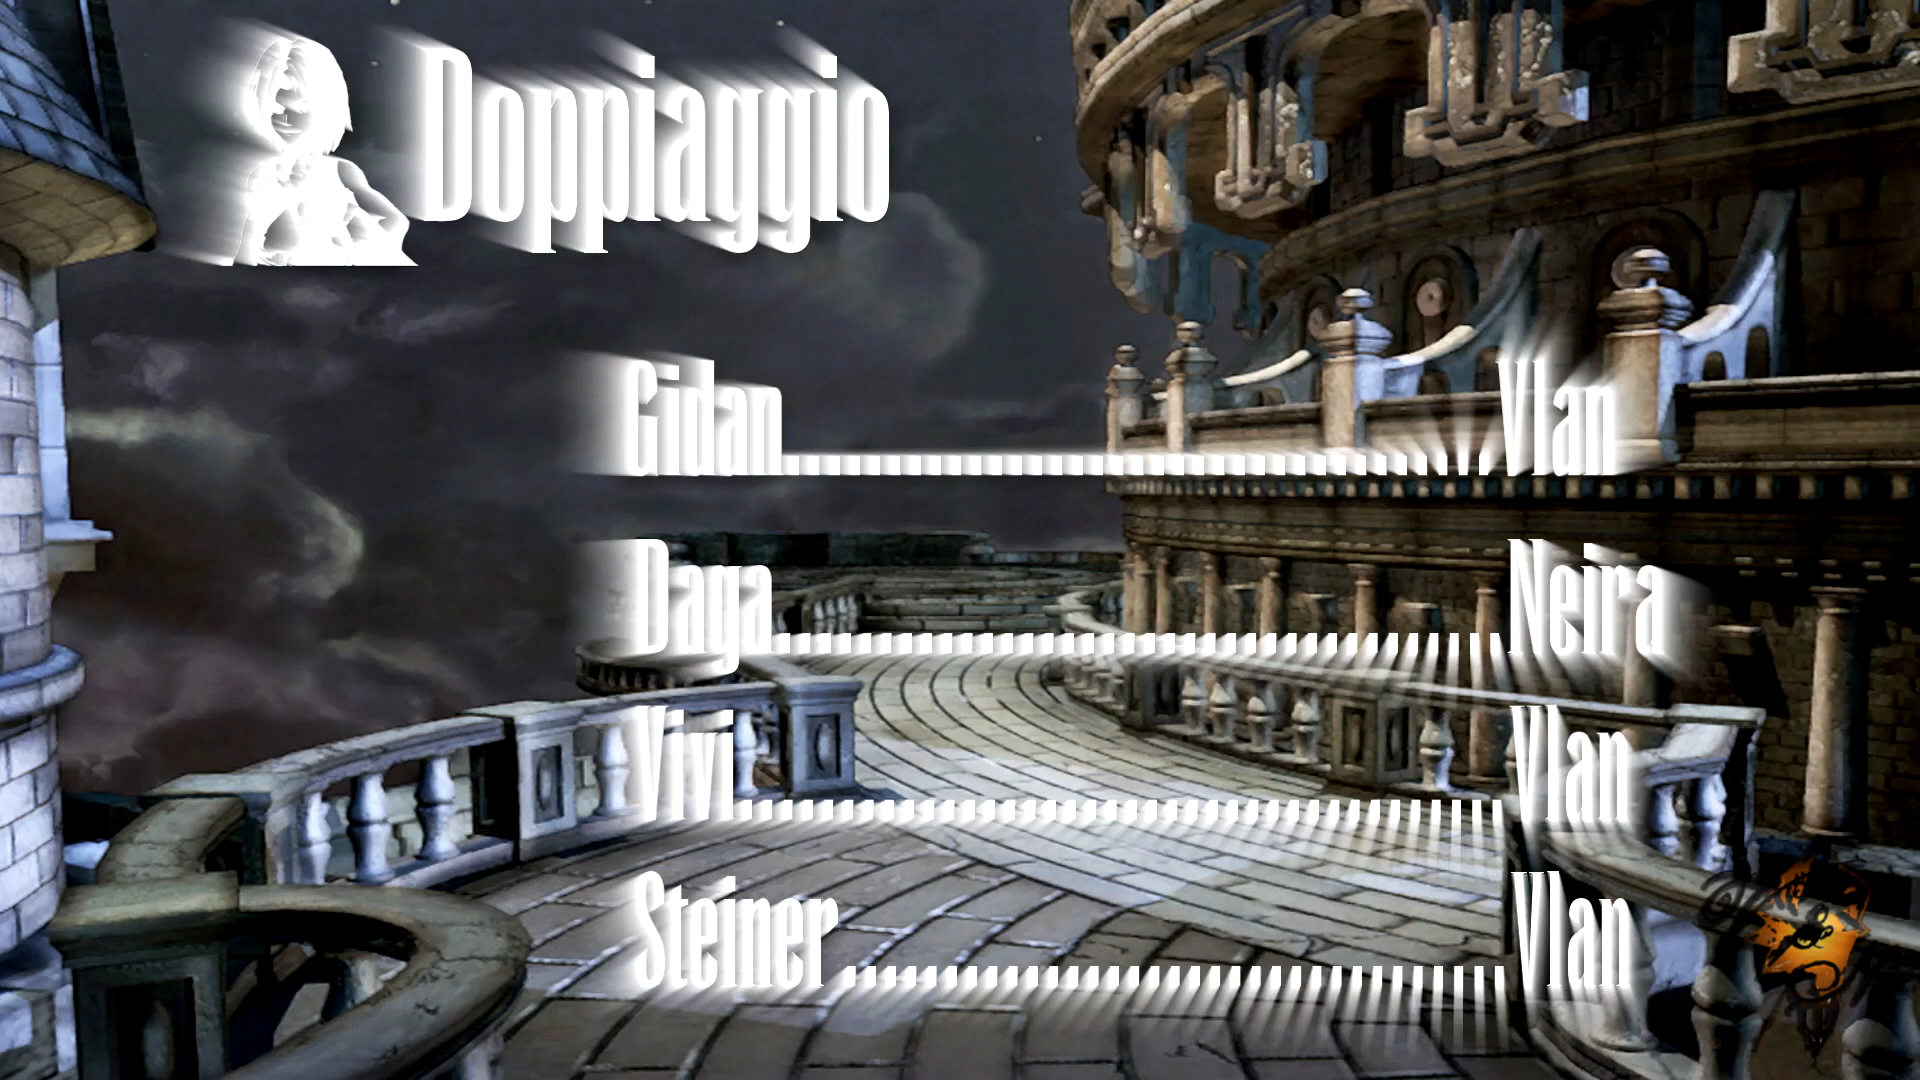 Doppiaggio
Gidan....................................Vlan
Daga....................................Neira
Vivi......................................Vlan
Steiner.................................Vlan